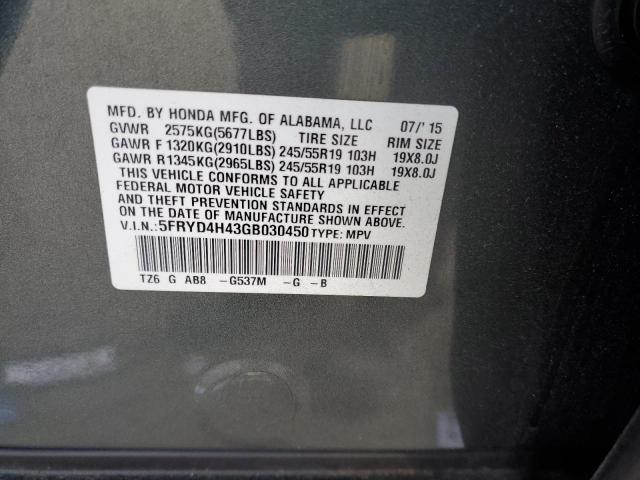 MFD. BY HONDA MFG. OF ALABAMA, LLC 07/' 15
GVWR 2575KG(5677LBS) TIRE SIZE RIM SIZE
GAWR F 1320KG(2910LBS) 245/55R19 103H 19X8.0J
GAWR R1345KG(2965LBS) 245/55R19 103H 19X8.0J
THIS VEHICLE CONFORMS TO ALL APPLICABLE
FEDERAL MOTOR VEHICLE SAFETY
AND THEFT PREVENTION STANDARDS IN EFFECT
ON THE DATE OF MANUFACTURE SHOWN ABOVE.
V.I.N.: 5FRYD4H43GB030450 TYPE: MPV
TZ6 G AB8 -G537M -G -B